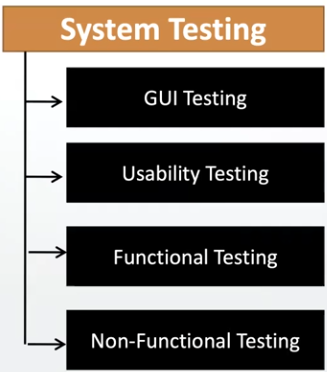 System Testing
GUI Testing
Usability Testing
Functional Testing
Non-Functional Testing